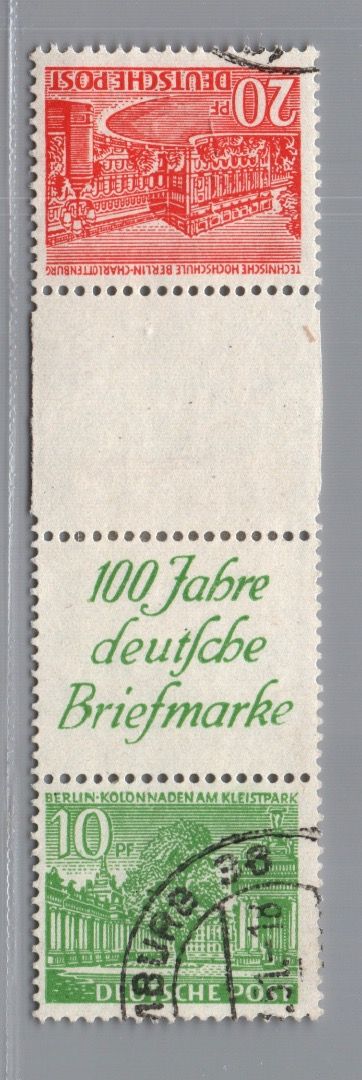 20 PF
DEUTSCHE POST
TECHNISCHE HOCHSCHULE BERLIN-CHARLOTTENBURG
100 Jahre
deutſche
Briefmarke
BERLIN-KOLONNADEN AM KLEISTPARK
10 PF
DEUTSCHE POST